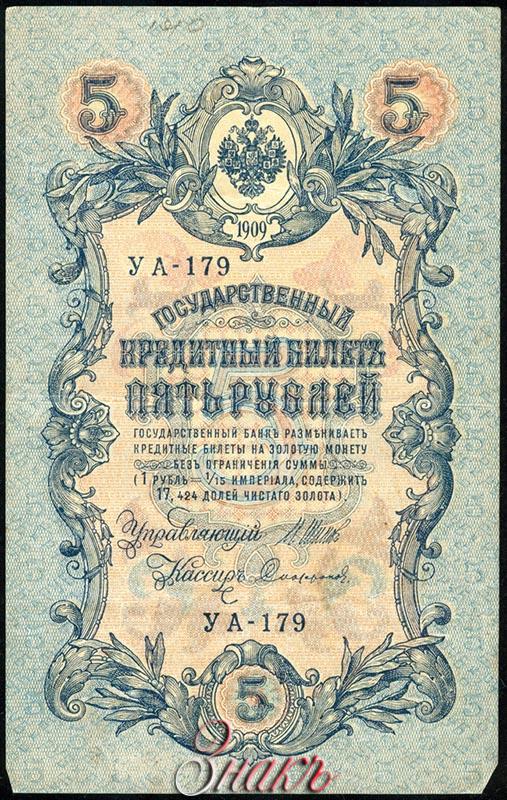 5 5
1909
УА-179
ГОСУДАРСТВЕННЫЙ
КРЕДИТНЫЙ БИЛЕТЪ
ПЯТЬ РУБЛЕЙ
ГОСУДАРСТВЕННЫЙ БАНКЪ РАЗМѢНИВАЕТЪ
КРЕДИТНЫЕ БИЛЕТЫ НА ЗОЛОТУЮ МОНЕТУ
БЕЗЪ ОГРАНИЧЕНІЯ СУММЫ
(1 РУБЛЬ = 1/15 ИМПЕРІАЛА, СОДЕРЖИТЪ
17,424 ДОЛЕЙ ЧИСТАГО ЗОЛОТА).
Управляющій И. Шипов
Кассиръ
УА-179
5
Знакъ